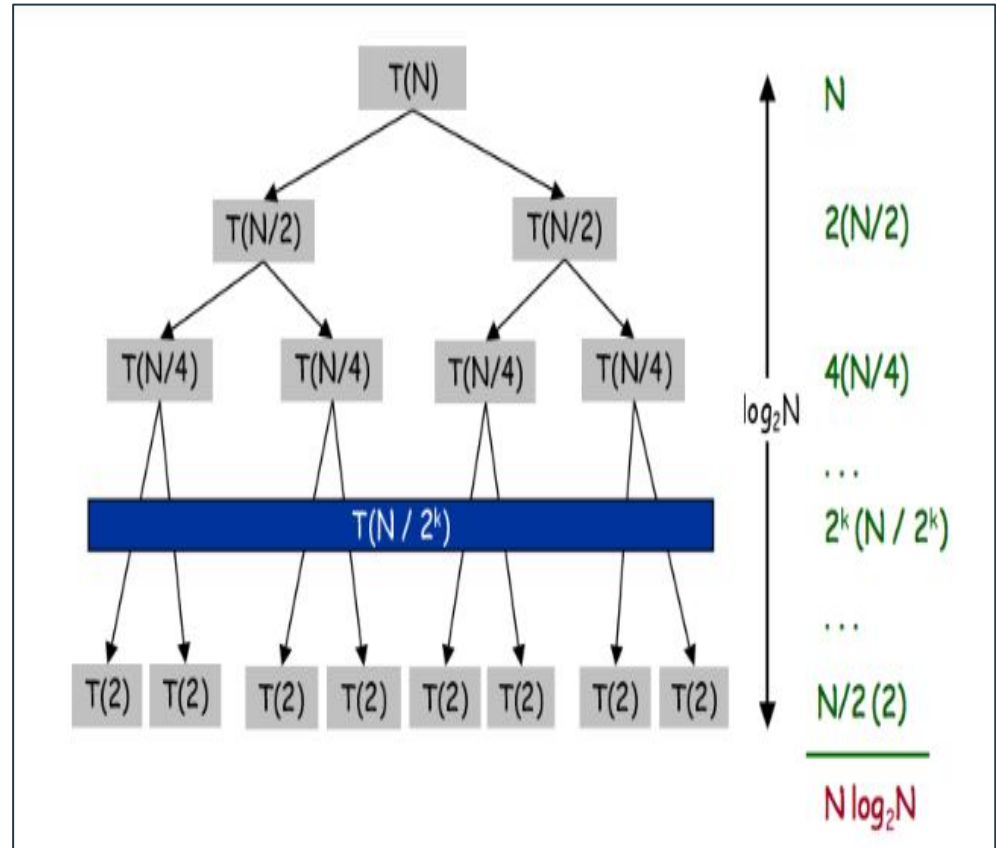 T(N)
N
T(N/2) T(N/2)
2(N/2)
T(N/4) T(N/4) T(N/4) T(N/4)
4(N/4)
log₂N
...
T(N / 2ᵏ)
2ᵏ (N / 2ᵏ)
...
T(2) T(2) T(2) T(2) T(2) T(2) T(2) T(2)
N/2 (2)
N log₂N